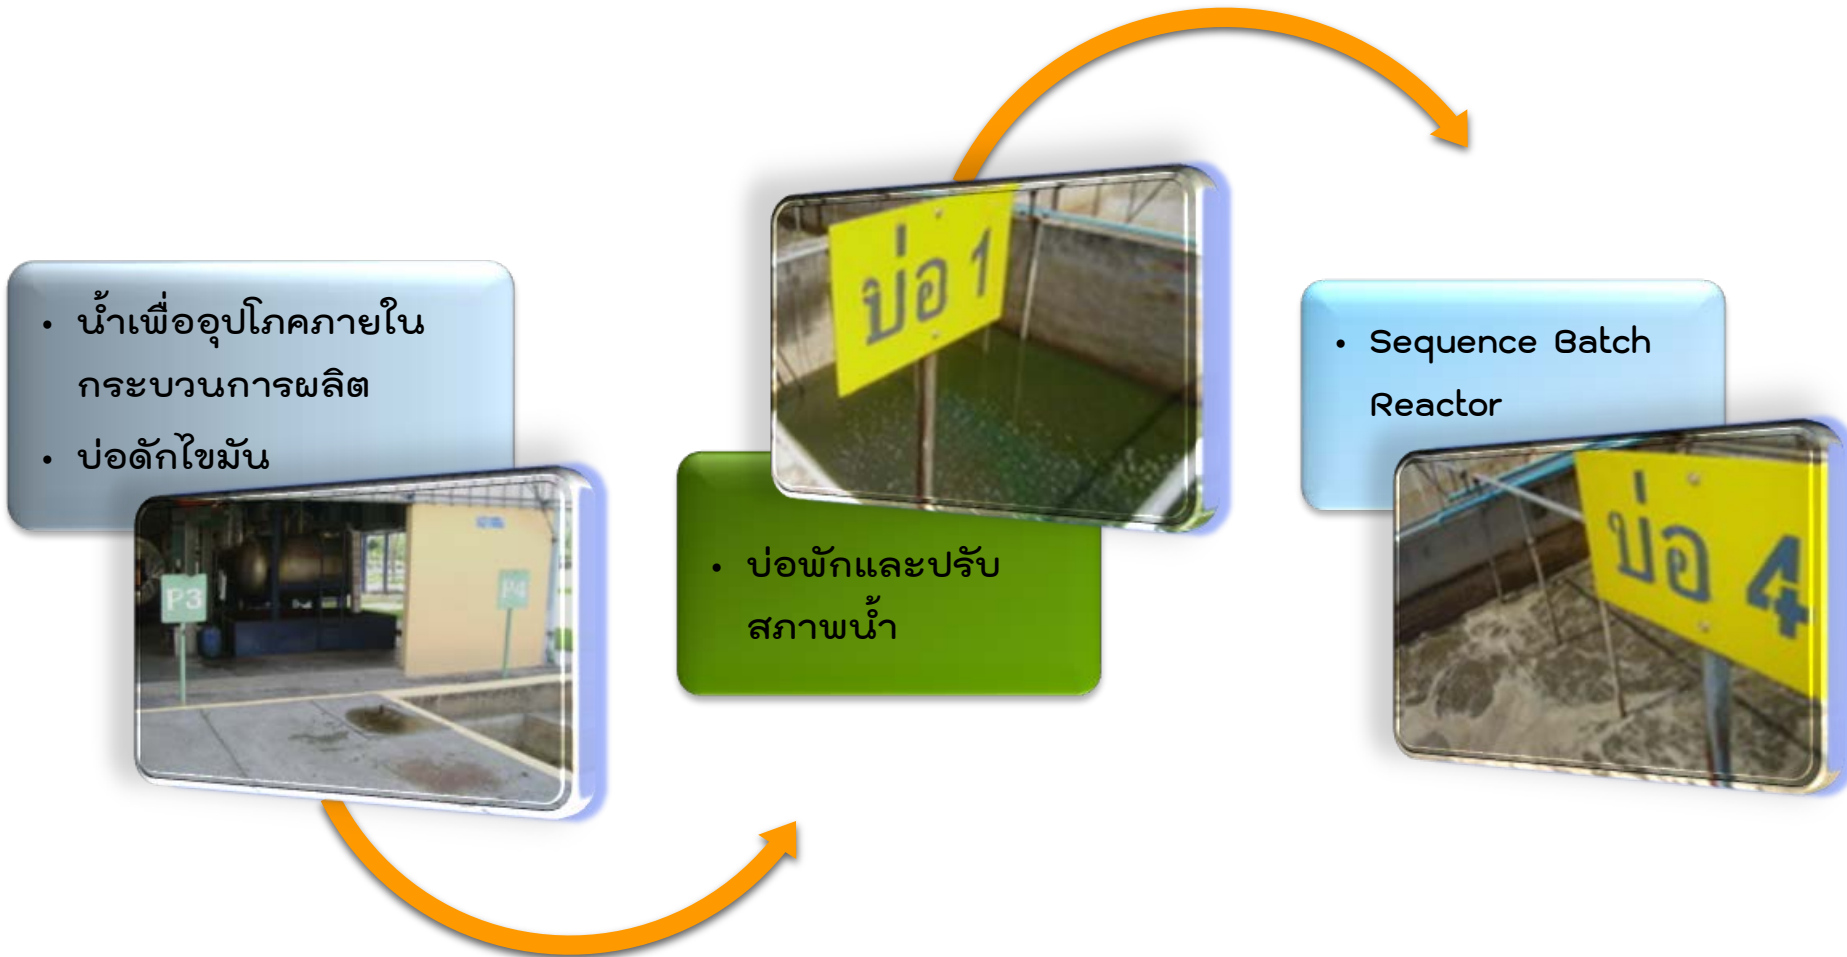 • น้ำเพื่ออุปโภคภายใน
กระบวนการผลิต
• บ่อดักไขมัน
P3
P4
บ่อ 1
• บ่อพักและปรับ
สภาพน้ำ
• Sequence Batch
Reactor
บ่อ 4